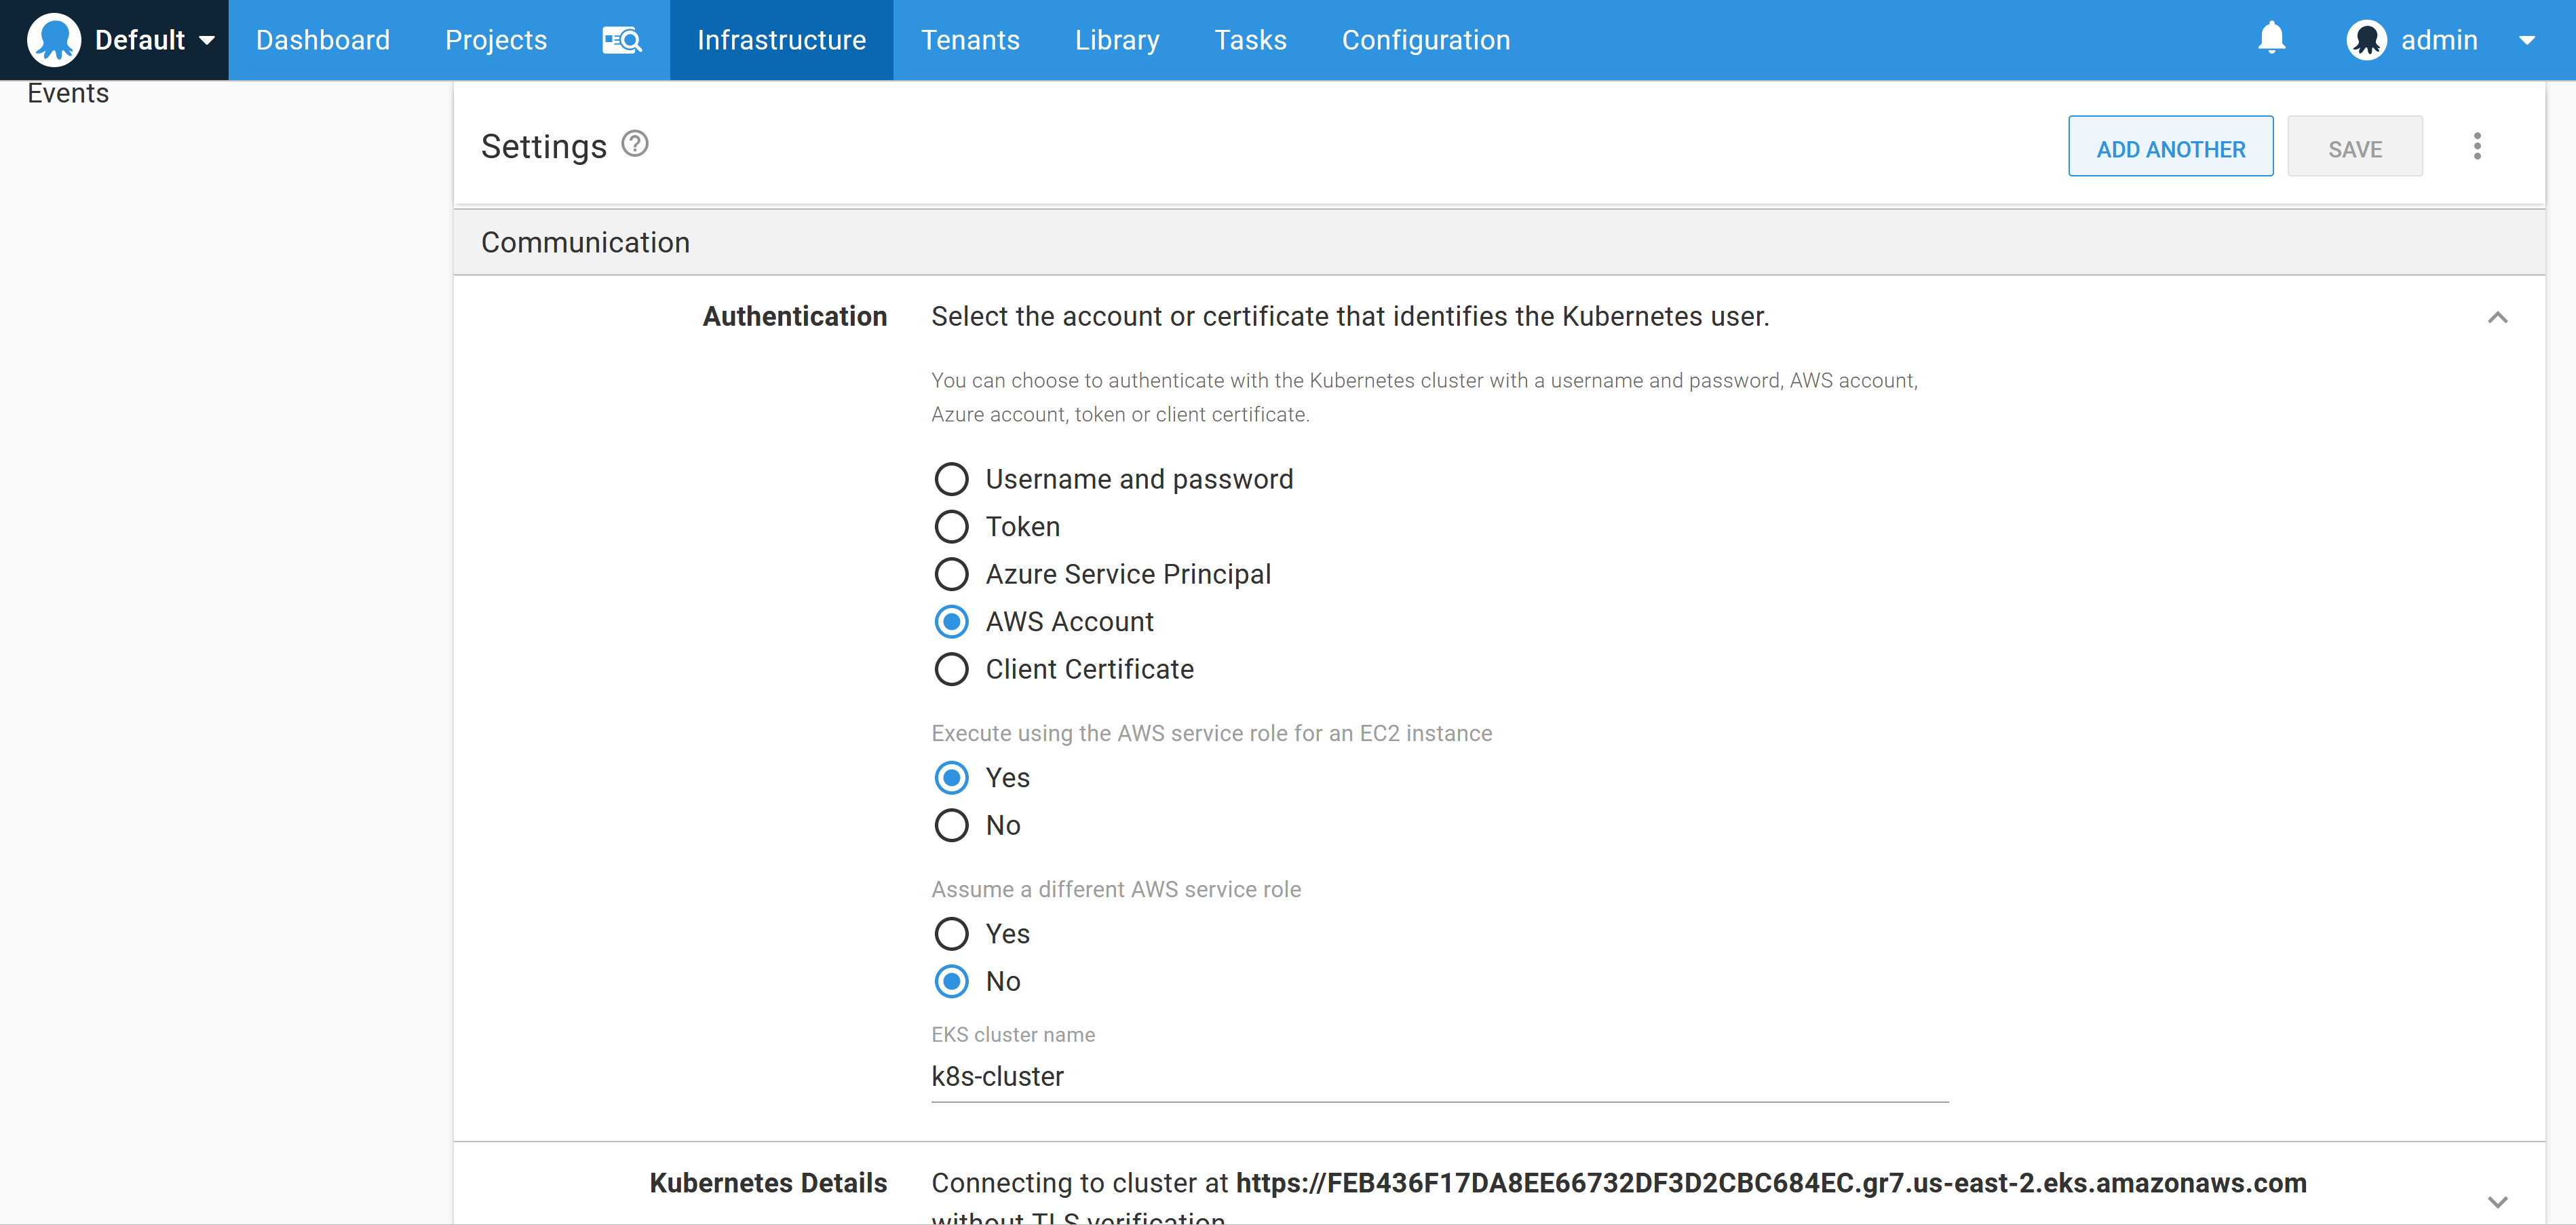 Default
Dashboard
Projects
Infrastructure
Tenants
Library
Tasks
Configuration
admin
Events
Settings
ADD ANOTHER
SAVE
Communication
Authentication
Select the account or certificate that identifies the Kubernetes user.
You can choose to authenticate with the Kubernetes cluster with a username and password, AWS account,
Azure account, token or client certificate.
Username and password
Token
Azure Service Principal
AWS Account
Client Certificate
Execute using the AWS service role for an EC2 instance
Yes
No
Assume a different AWS service role
Yes
No
EKS cluster name
k8s-cluster
Kubernetes Details
Connecting to cluster at https://FEB436F17DA8EE66732DF3D2CBC684EC.gr7.us-east-2.eks.amazonaws.com
without TLS verification